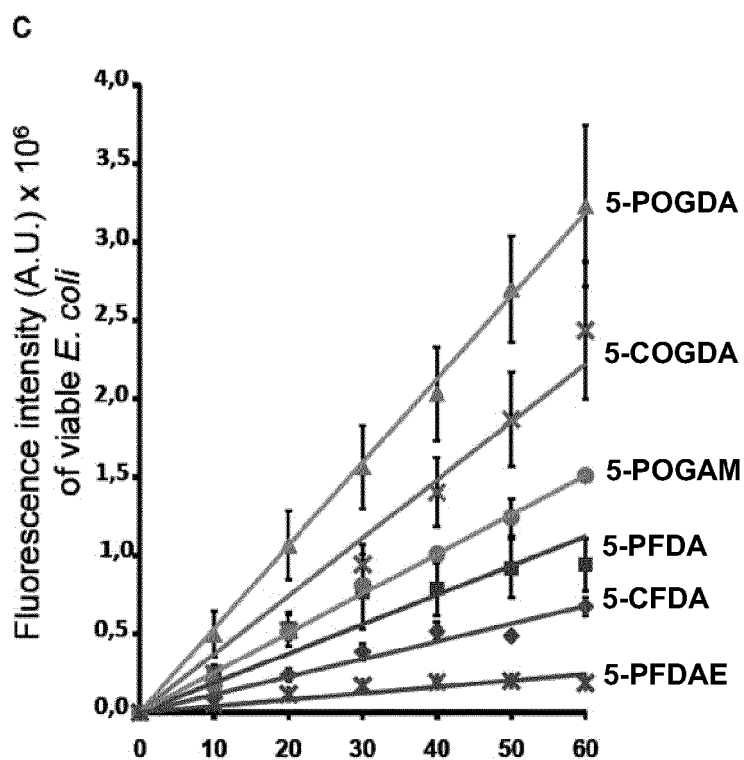 C
Fluorescence intensity (A.U.) x 10⁶
of viable E. coli
4,0
3,5
3,0
2,5
2,0
1,5
1,0
0,5
0,0
0 10 20 30 40 50 60
5-POGDA
5-COGDA
5-POGAM
5-PFDA
5-CFDA
5-PFDAE